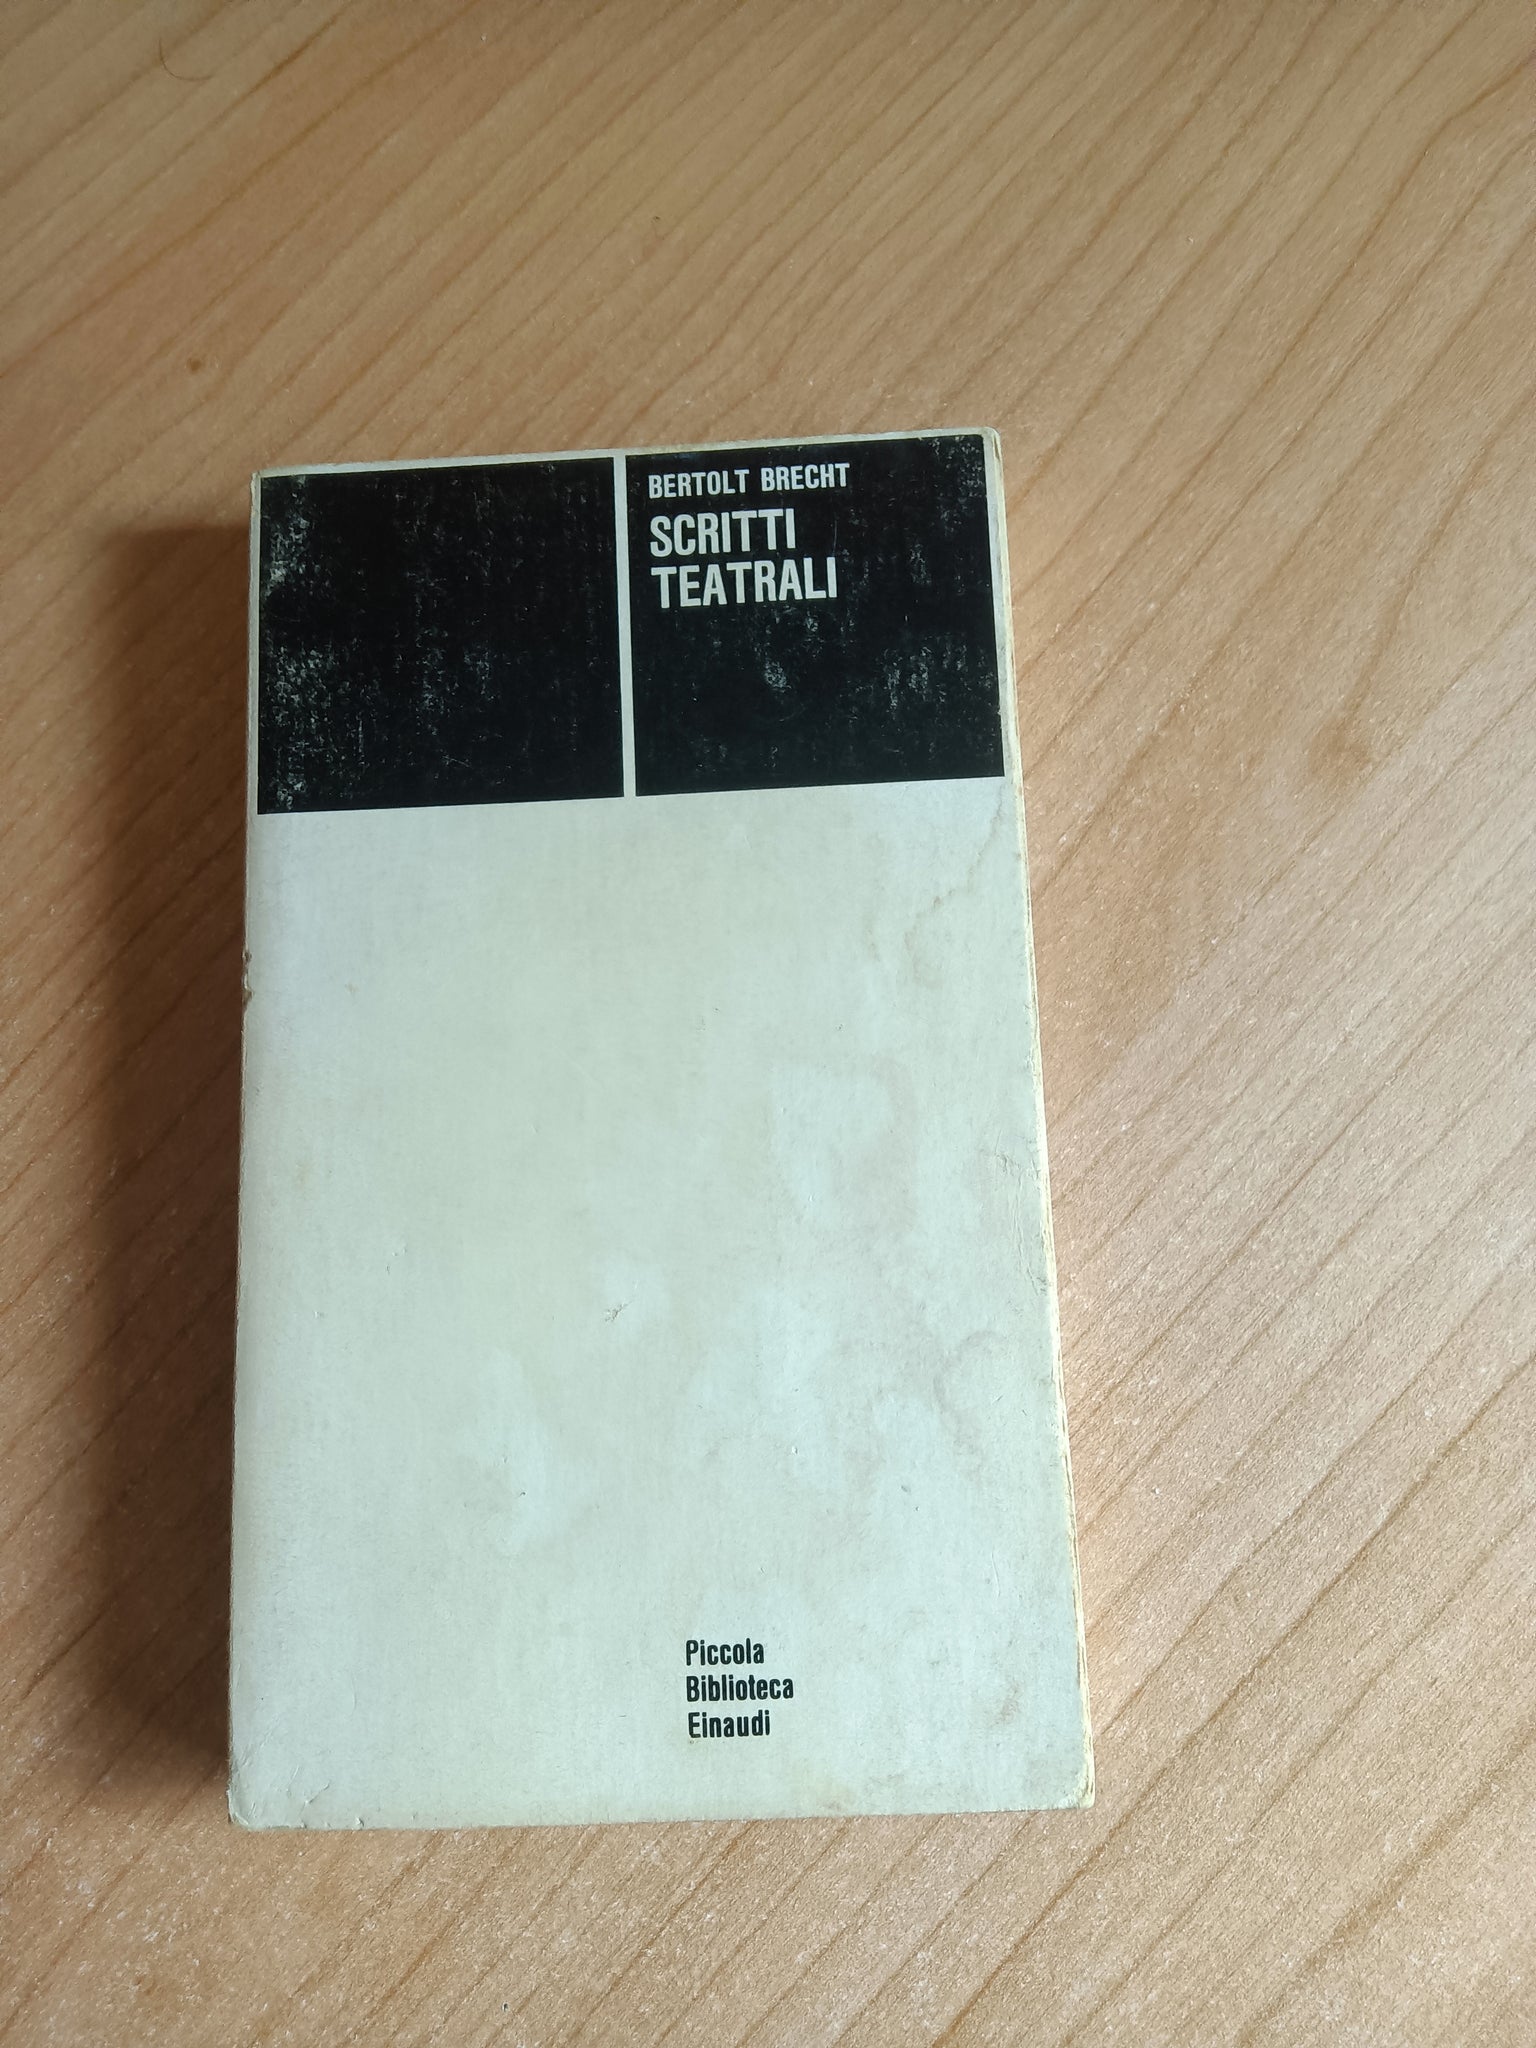 BERTOLT BRECHT
SCRITTI
TEATRALI
Piccola
Biblioteca
Einaudi